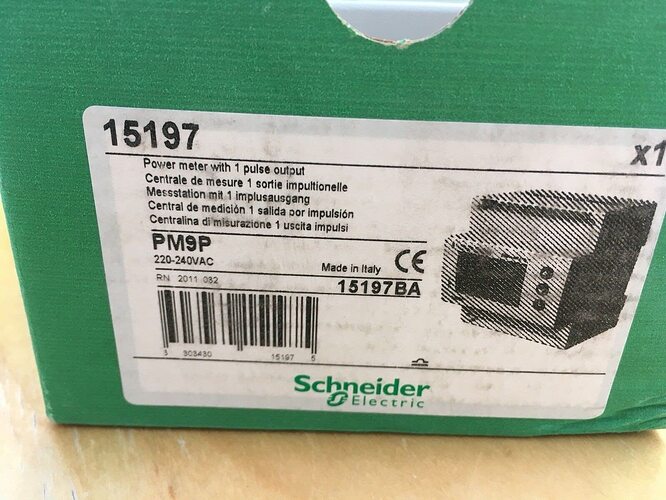 15197
x1
Power meter with 1 pulse output
Centrale de mesure 1 sortie impultionelle
Messstation mit 1 implusausgang
Central de medición 1 salida por impulsión
Centralina di misurazione 1 uscita impulsi
PM9P
220-240VAC
Made in Italy CE
RN 2011 032
15197BA
3 303430 15197 5
Schneider
Electric